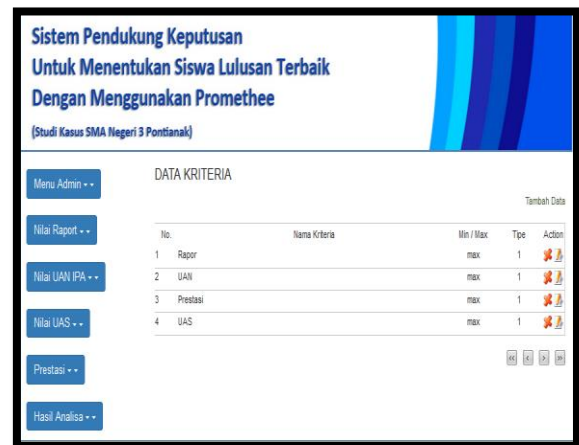 Sistem Pendukung Keputusan
Untuk Menentukan Siswa Lulusan Terbaik
Dengan Menggunakan Promethee
(Studi Kasus SMA Negeri 3 Pontianak)
Menu Admin
DATA KRITERIA
Tambah Data
Nilai Raport
No. Nama Kriteria Min / Max Tipe Action
1 Rapor max 1
Nilai UAN IPA
2 UAN max 1
3 Prestasi max 1
Nilai UAS
4 UAS max 1
<< < > >>
Prestasi
Hasil Analisa